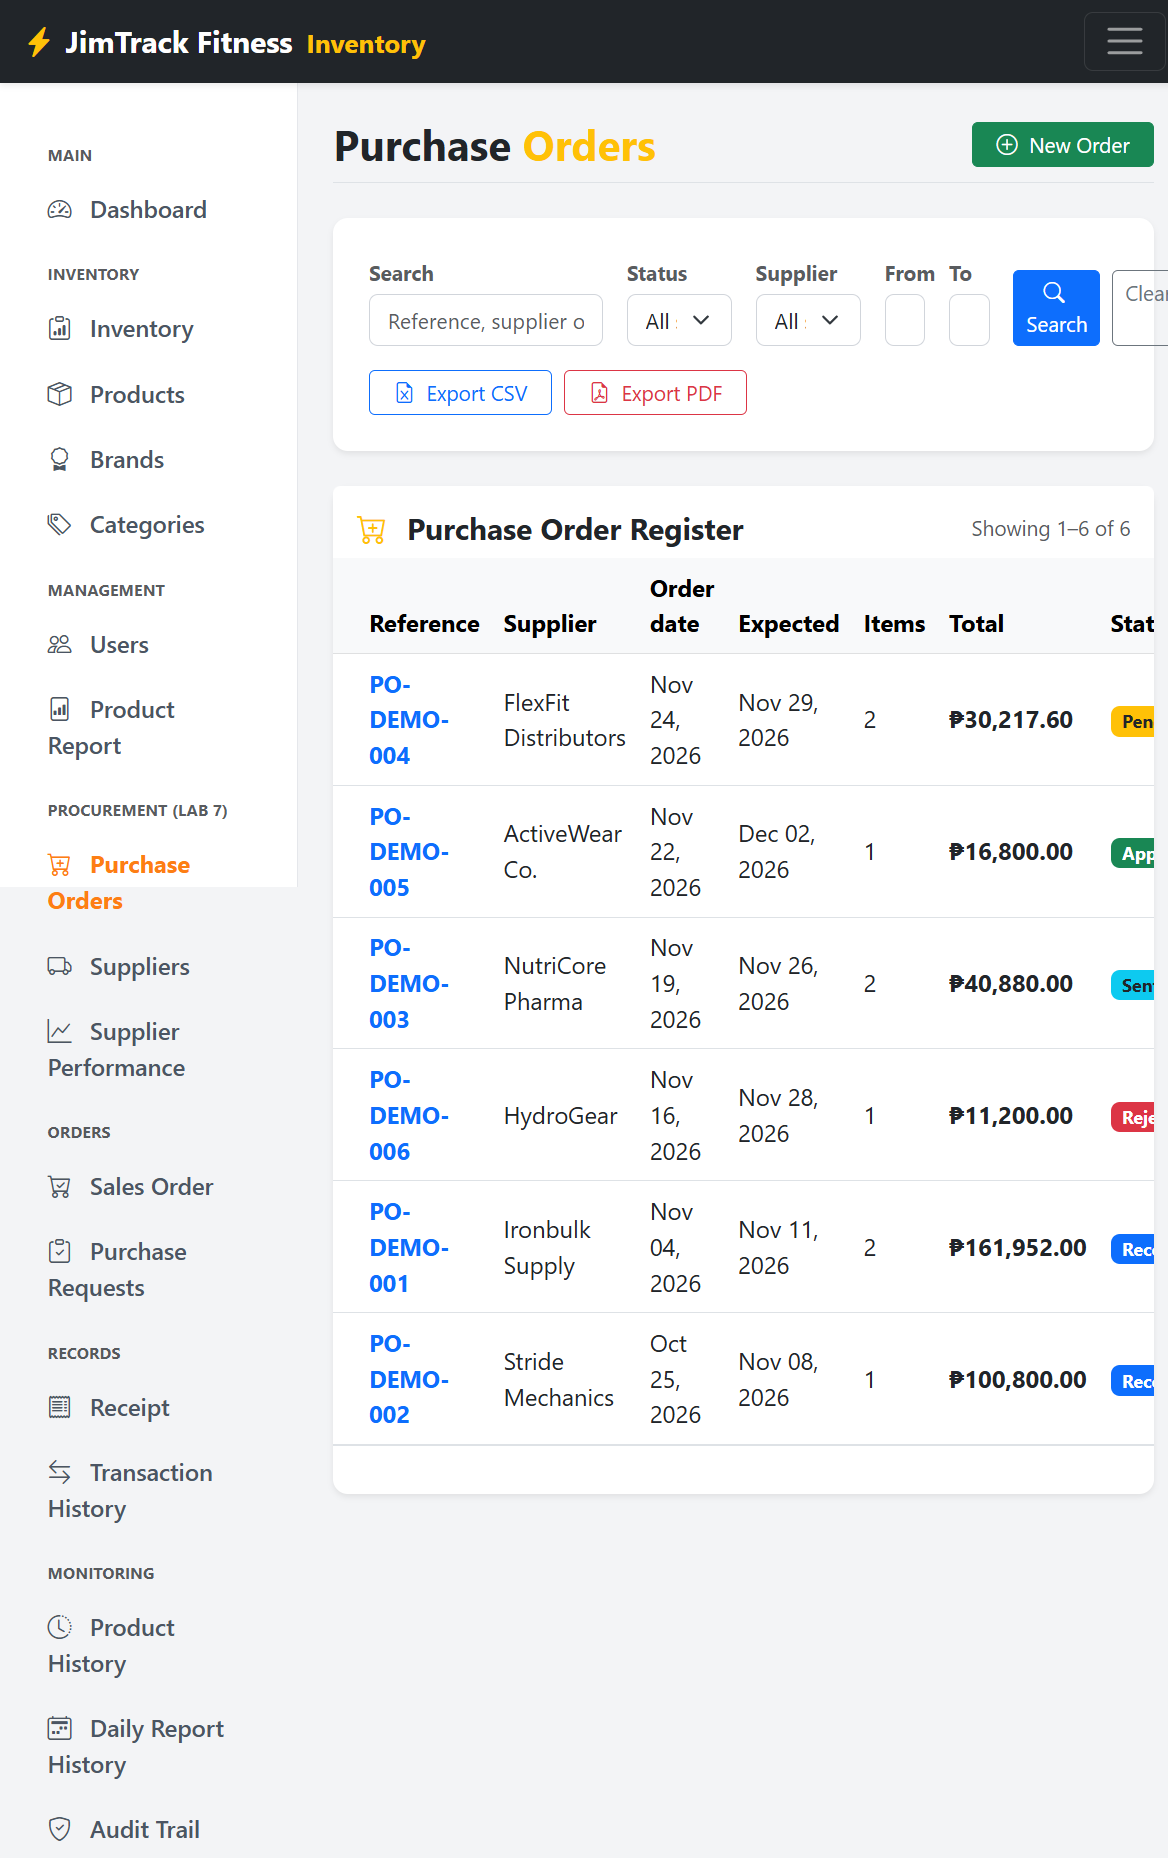 JimTrack Fitness Inventory
MAIN
Dashboard
INVENTORY
Inventory
Products
Brands
Categories
MANAGEMENT
Users
Product
Report
PROCUREMENT (LAB 7)
Purchase
Orders
Suppliers
Supplier
Performance
ORDERS
Sales Order
Purchase
Requests
RECORDS
Receipt
Transaction
History
MONITORING
Product
History
Daily Report
History
Audit Trail
Purchase Orders
New Order
Search Status Supplier From To
Reference, supplier o
All
All
Search
Clear
Export CSV
Export PDF
Purchase Order Register
Showing 1–6 of 6
Order
Reference Supplier date Expected Items Total Stat
PO-
DEMO-
004
FlexFit
Distributors
Nov
24,
2026
Nov 29,
2026
2
₱30,217.60
Pen
PO-
DEMO-
005
ActiveWear
Co.
Nov
22,
2026
Dec 02,
2026
1
₱16,800.00
App
PO-
DEMO-
003
NutriCore
Pharma
Nov
19,
2026
Nov 26,
2026
2
₱40,880.00
Sent
PO-
DEMO-
006
HydroGear
Nov
16,
2026
Nov 28,
2026
1
₱11,200.00
Reje
PO-
DEMO-
001
Ironbulk
Supply
Nov
04,
2026
Nov 11,
2026
2
₱161,952.00
Rec
PO-
DEMO-
002
Stride
Mechanics
Oct
25,
2026
Nov 08,
2026
1
₱100,800.00
Rec